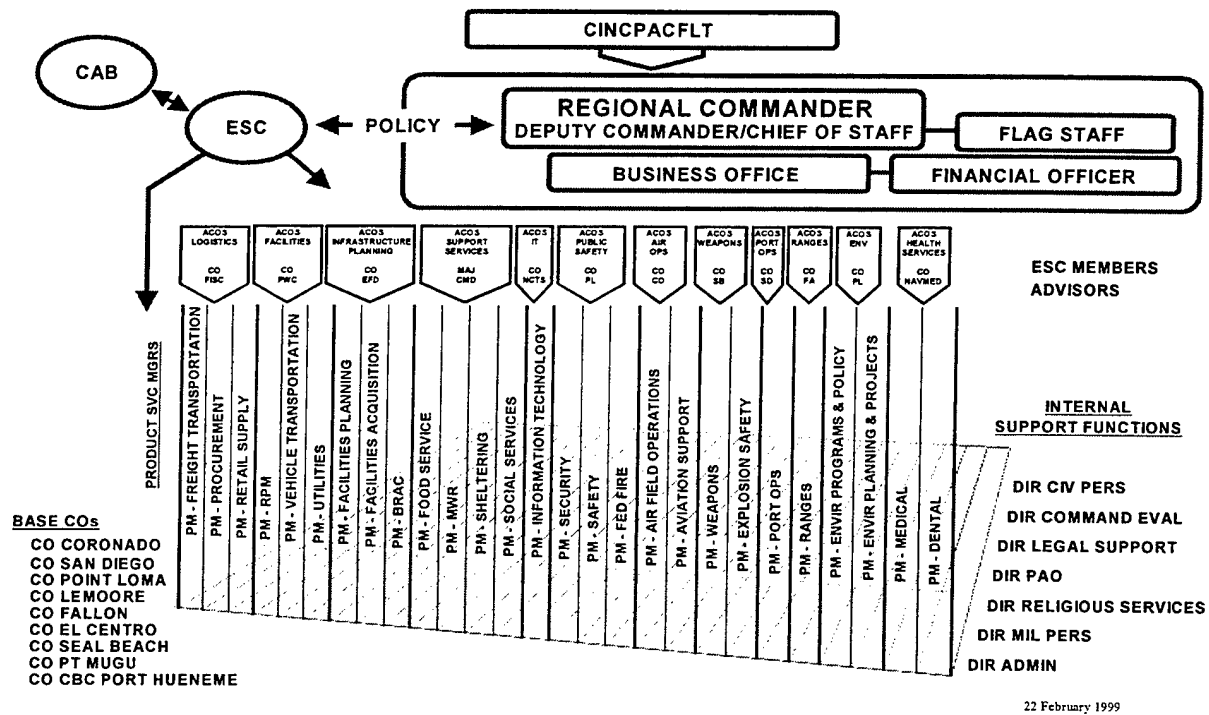 CINCPACFLT
CAB
ESC
POLICY
REGIONAL COMMANDER
DEPUTY COMMANDER/CHIEF OF STAFF
FLAG STAFF
BUSINESS OFFICE
FINANCIAL OFFICER
ACOS
LOGISTICS
CO
FISC
ACOS
FACILITIES
CO
PWC
ACOS
INFRASTRUCTURE
PLANNING
CO
EFD
ACOS
SUPPORT
SERVICES
MAJ
CMD
ACOS
IT
CO
NCTS
ACOS
PUBLIC
SAFETY
CO
PL
ACOS
AIR
OPS
CO
CO
ACOS
WEAPONS
CO
SB
ACOS
PORT
OPS
CO
SD
ACOS
RANGES
CO
FA
ACOS
ENV
CO
PL
ACOS
HEALTH
SERVICES
CO
NAVMED
ESC MEMBERS
ADVISORS
PRODUCT SVC MGRS
PM - FREIGHT TRANSPORTATION
PM - PROCUREMENT
PM - RETAIL SUPPLY
PM - RPM
PM - VEHICLE TRANSPORTATION
PM - UTILITIES
PM - FACILITIES PLANNING
PM - FACILITIES ACQUISITION
PM - BRAC
PM - FOOD SERVICE
PM - MWR
PM - SHELTERING
PM - SOCIAL SERVICES
PM - INFORMATION TECHNOLOGY
PM - SECURITY
PM - SAFETY
PM - FED FIRE
PM - AIR FIELD OPERATIONS
PM - AVIATION SUPPORT
PM - WEAPONS
PM - EXPLOSION SAFETY
PM - PORT OPS
PM - RANGES
PM - ENVIR PROGRAMS & POLICY
PM - ENVIR PLANNING & PROJECTS
PM - MEDICAL
PM - DENTAL
INTERNAL
SUPPORT FUNCTIONS
DIR CIV PERS
DIR COMMAND EVAL
DIR LEGAL SUPPORT
DIR PAO
DIR RELIGIOUS SERVICES
DIR MIL PERS
DIR ADMIN
BASE COs
CO CORONADO
CO SAN DIEGO
CO POINT LOMA
CO LEMOORE
CO FALLON
CO EL CENTRO
CO SEAL BEACH
CO PT MUGU
CO CBC PORT HUENEME
22 February 1999